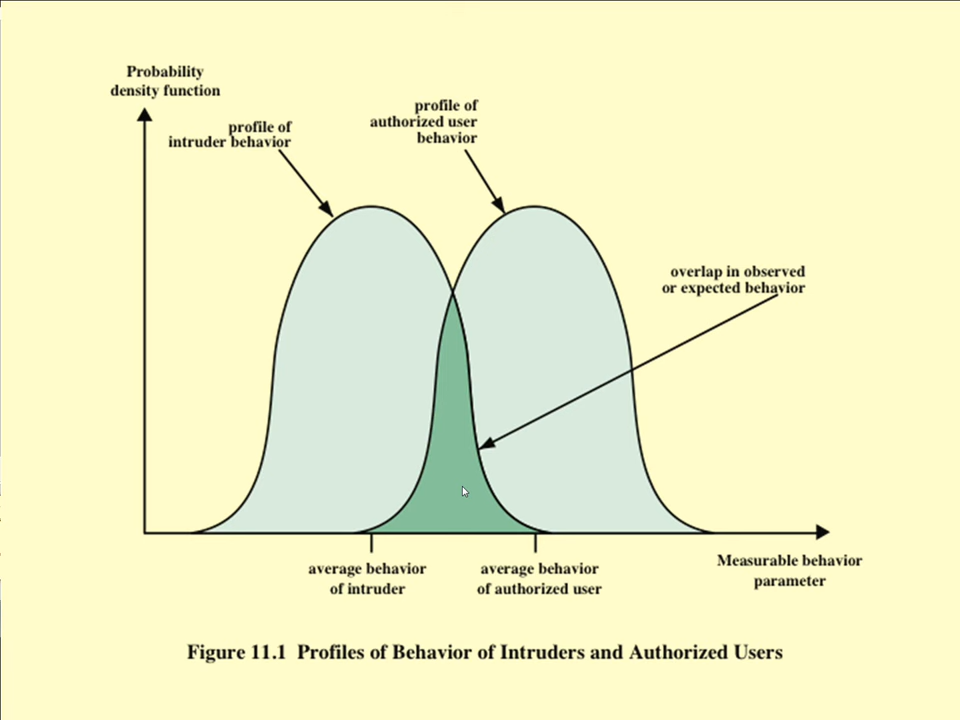 Probability
density function
profile of
intruder behavior
profile of
authorized user
behavior
overlap in observed
or expected behavior
average behavior
of intruder
average behavior
of authorized user
Measurable behavior
parameter
Figure 11.1 Profiles of Behavior of Intruders and Authorized Users